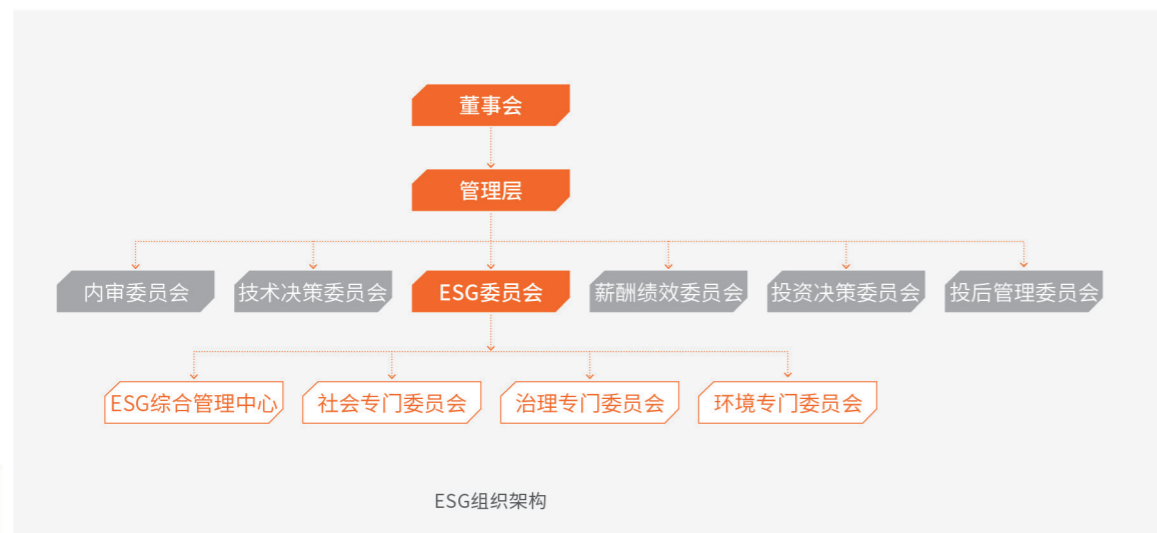 董事会
管理层
内审委员会
技术决策委员会
ESG委员会
薪酬绩效委员会
投资决策委员会
投后管理委员会
ESG综合管理中心
社会专门委员会
治理专门委员会
环境专门委员会
ESG组织架构